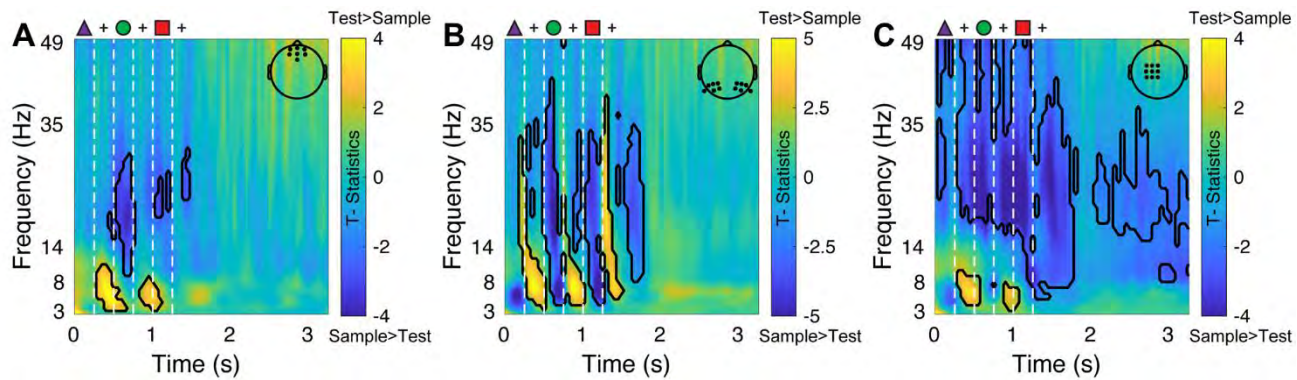 A
+ + +
Test>Sample
49
35
14
8
3
Frequency (Hz)
0 1 2 3
Time (s)
4
2
0
-2
-4
T- Statistics
Sample>Test
B
+ + +
Test>Sample
49
35
14
8
3
Frequency (Hz)
0 1 2 3
Time (s)
5
2.5
0
-2.5
-5
T- Statistics
Sample>Test
C
+ + +
Test>Sample
49
35
14
8
3
Frequency (Hz)
0 1 2 3
Time (s)
4
2
0
-2
-4
T- Statistics
Sample>Test